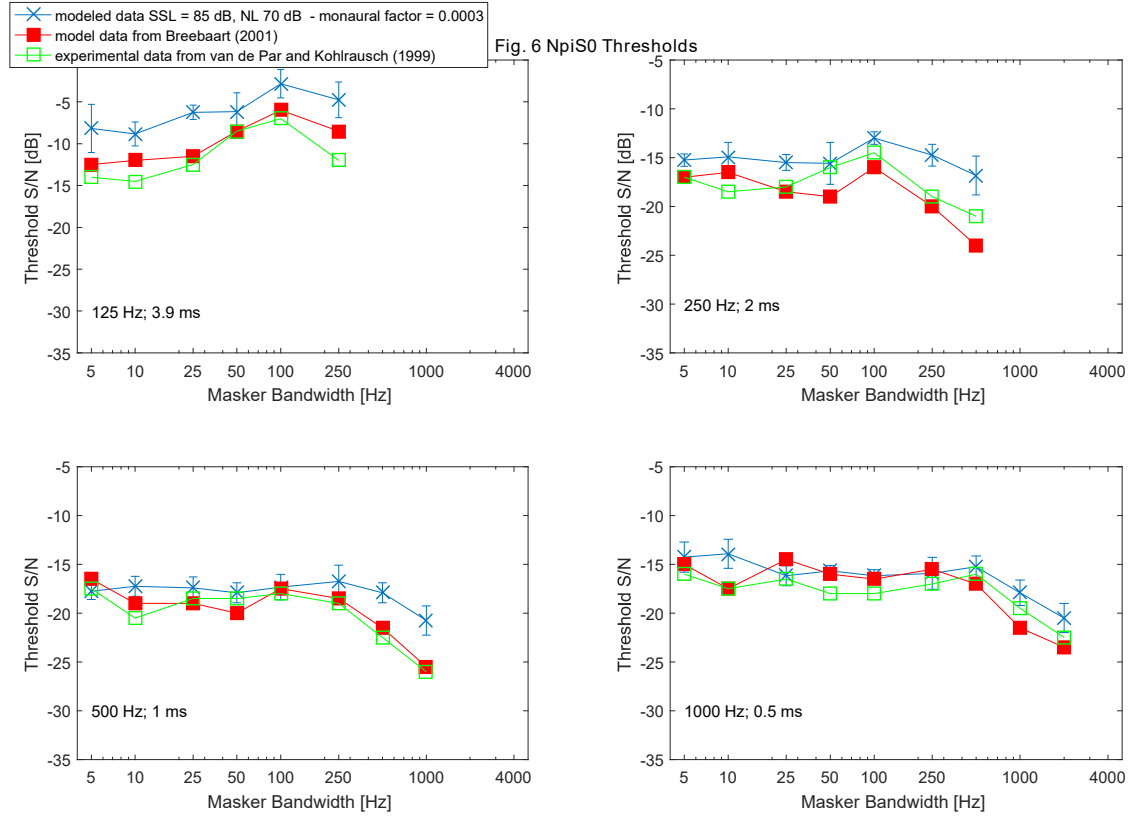 modeled data SSL = 85 dB, NL 70 dB  - monaural factor = 0.0003
model data from Breebaart (2001)
experimental data from van de Par and Kohlrausch (1999)
Fig. 6 NpiS0 Thresholds
Threshold S/N [dB]
-5
-10
-15
-20
-25
-30
-35
125 Hz; 3.9 ms
5 10 25 50 100 250 1000 4000
Masker Bandwidth [Hz]
Threshold S/N [dB]
-5
-10
-15
-20
-25
-30
-35
250 Hz; 2 ms
5 10 25 50 100 250 1000 4000
Masker Bandwidth [Hz]
Threshold S/N
-5
-10
-15
-20
-25
-30
-35
500 Hz; 1 ms
5 10 25 50 100 250 1000 4000
Masker Bandwidth [Hz]
Threshold S/N
-5
-10
-15
-20
-25
-30
-35
1000 Hz; 0.5 ms
5 10 25 50 100 250 1000 4000
Masker Bandwidth [Hz]